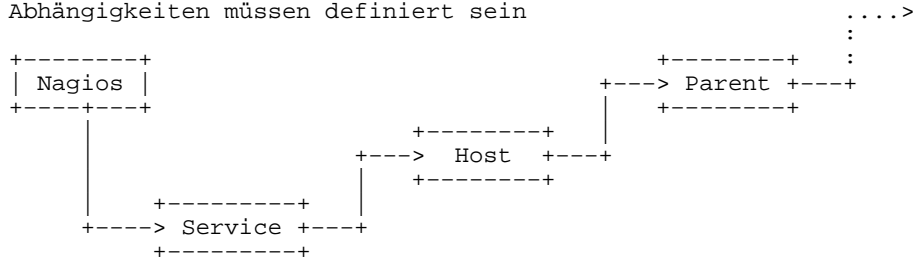 Abhängigkeiten müssen definiert sein
Nagios
Parent
Host
Service